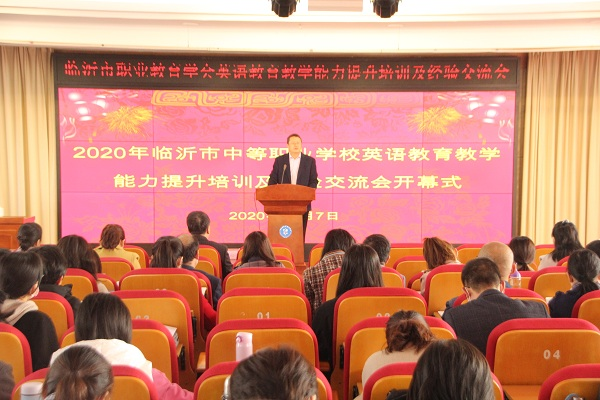 临沂市职业教育学会英语教育教学能力提升培训及经验交流会
2020年临沂市中等职业学校英语教育教学
能力提升培训及 交流会开幕式
2020 月7日
01
03
04